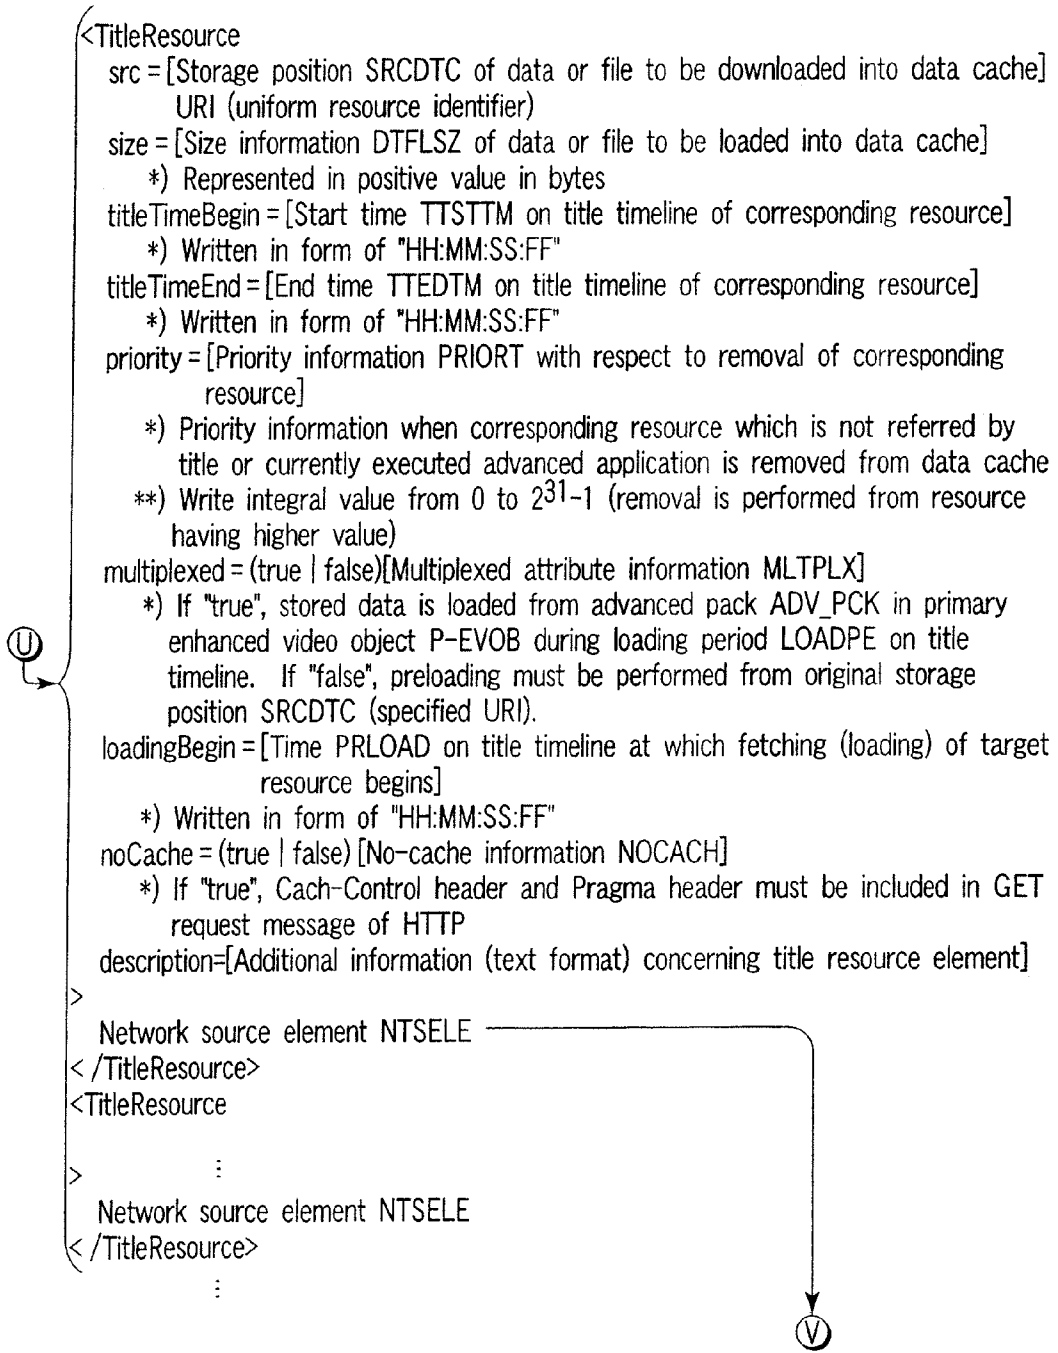 <TitleResource
src = [Storage position SRCDTC of data or file to be downloaded into data cache]
URI (uniform resource identifier)
size = [Size information DTFLSZ of data or file to be loaded into data cache]
*) Represented in positive value in bytes
titleTimeBegin = [Start time TTSTTM on title timeline of corresponding resource]
*) Written in form of "HH:MM:SS:FF"
titleTimeEnd = [End time TTEDTM on title timeline of corresponding resource]
*) Written in form of "HH:MM:SS:FF"
priority = [Priority information PRIORT with respect to removal of corresponding
resource]
*) Priority information when corresponding resource which is not referred by
title or currently executed advanced application is removed from data cache
**) Write integral value from 0 to 2^31-1 (removal is performed from resource
having higher value)
multiplexed = (true | false)[Multiplexed attribute information MLTPLX]
*) If "true", stored data is loaded from advanced pack ADV_PCK in primary
enhanced video object P-EVOB during loading period LOADPE on title
timeline. If "false", preloading must be performed from original storage
position SRCDTC (specified URI).
U
loadingBegin = [Time PRLOAD on title timeline at which fetching (loading) of target
resource begins]
*) Written in form of "HH:MM:SS:FF"
noCache = (true | false) [No-cache information NOCACH]
*) If "true", Cach-Control header and Pragma header must be included in GET
request message of HTTP
description=[Additional information (text format) concerning title resource element]
>
Network source element NTSELE
< /TitleResource>
<TitleResource
⋮
>
Network source element NTSELE
< /TitleResource>
⋮
V